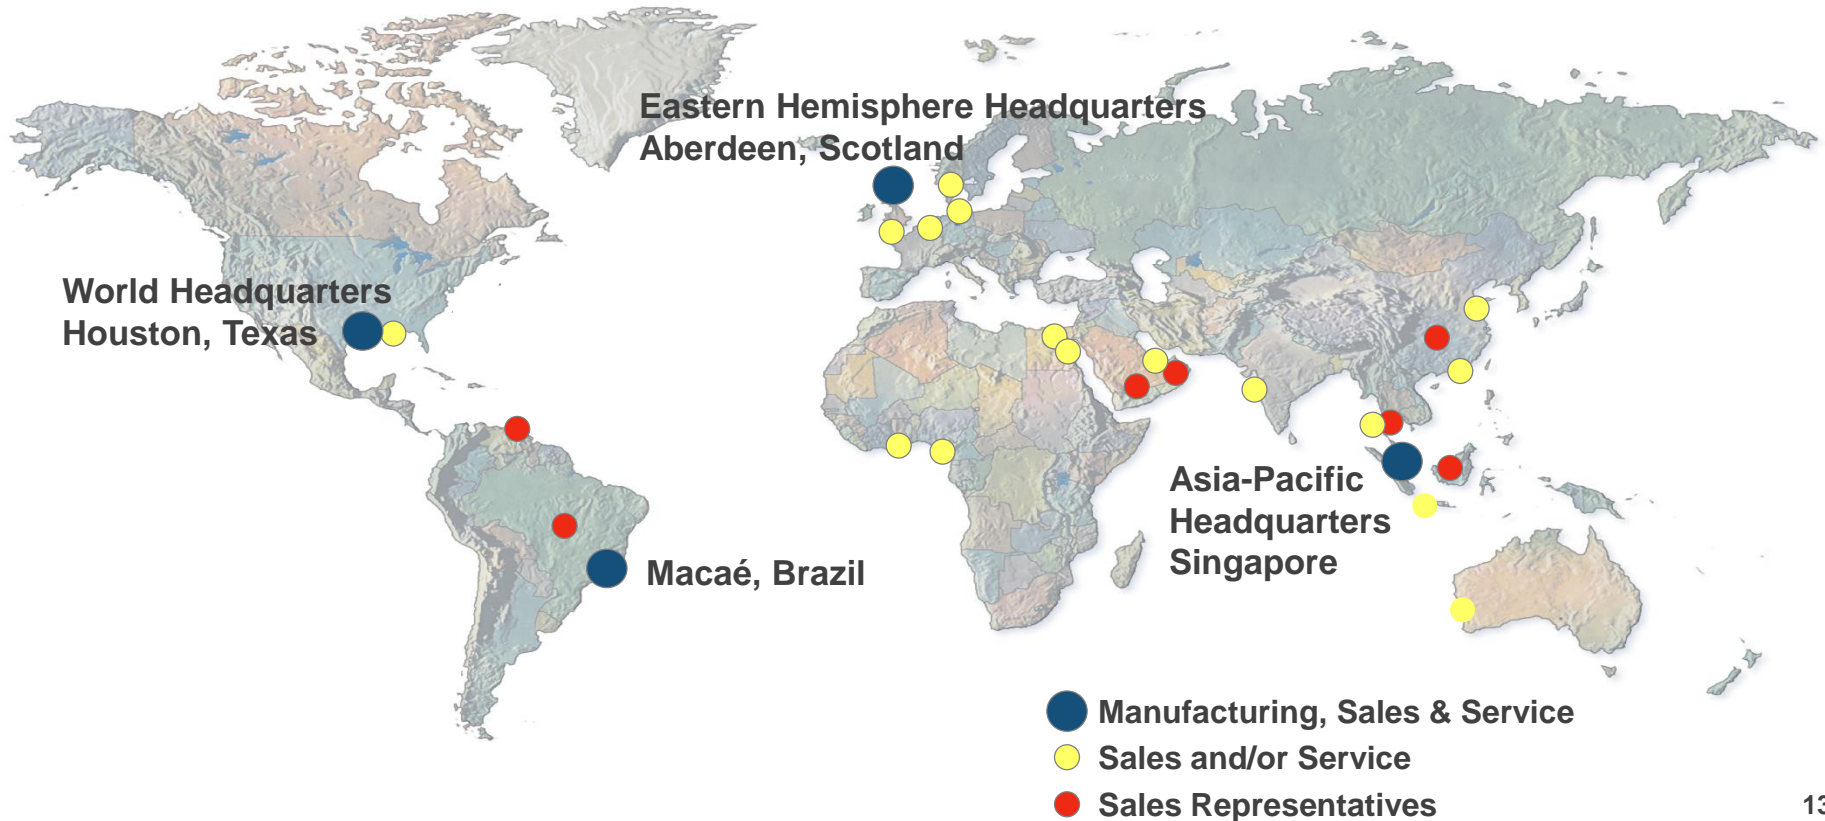 Eastern Hemisphere Headquarters
Aberdeen, Scotland
World Headquarters
Houston, Texas
Asia-Pacific
Headquarters
Singapore
Macaé, Brazil
Manufacturing, Sales & Service
Sales and/or Service
Sales Representatives
13